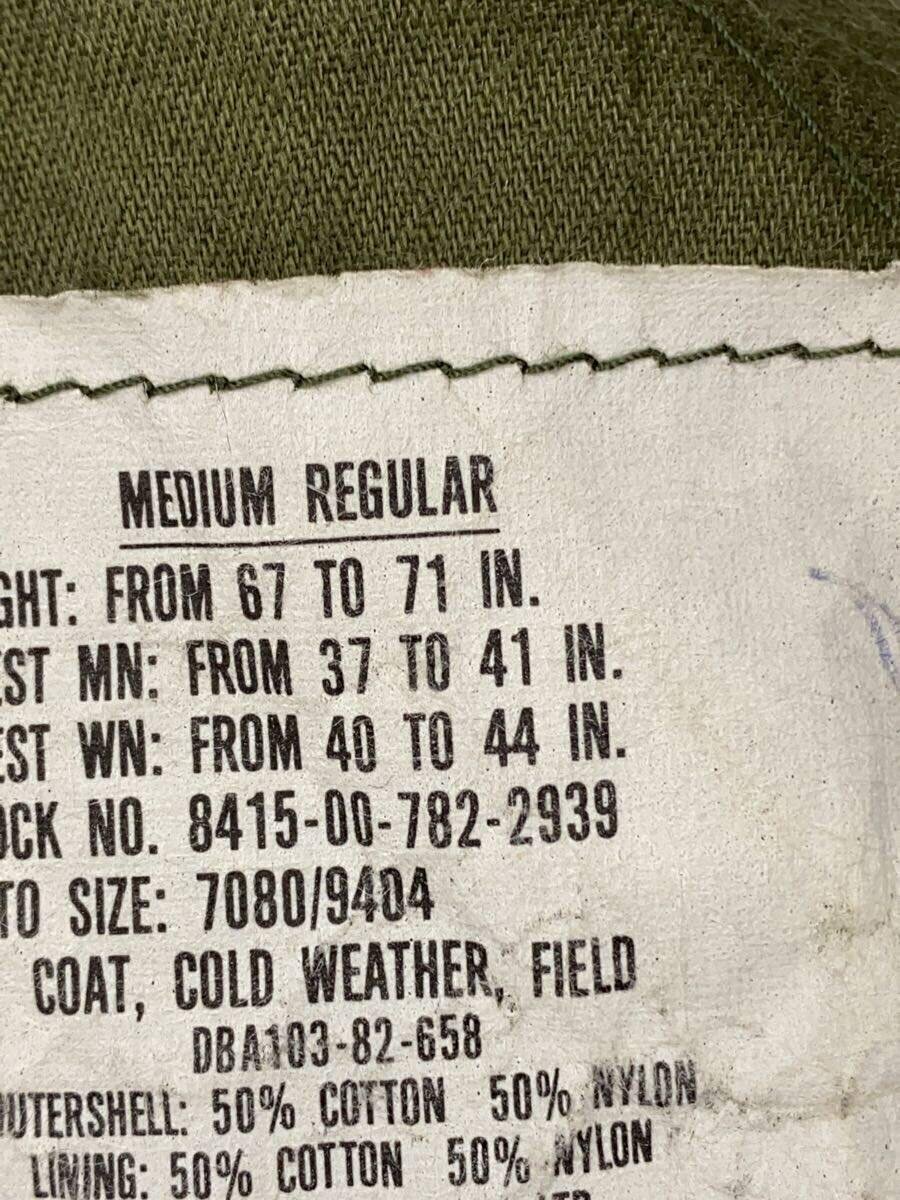 MEDIUM REGULAR
GHT: FROM 67 TO 71 IN.
EST MN: FROM 37 TO 41 IN.
EST WN: FROM 40 TO 44 IN.
OCK NO. 8415-00-782-2939
TO SIZE: 7080/9404
COAT, COLD WEATHER, FIELD
DBA103-82-658
OUTERSHELL: 50% COTTON 50% NYLON
LINING: 50% COTTON 50% NYLON
LTD